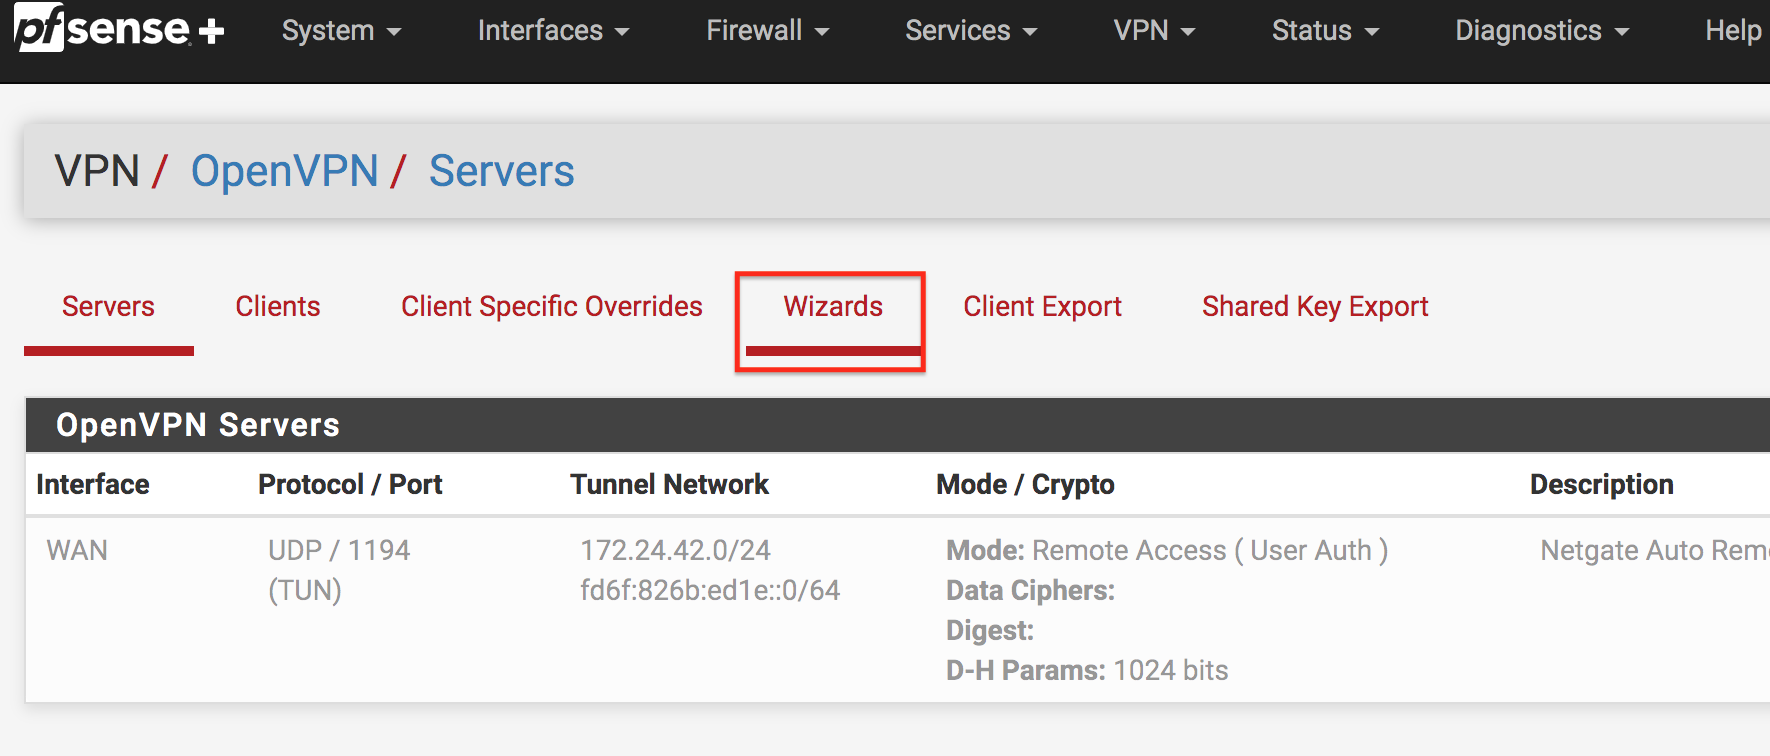 pfsense+ System Interfaces Firewall Services VPN Status Diagnostics Help
VPN / OpenVPN / Servers
Servers Clients Client Specific Overrides Wizards Client Export Shared Key Export
OpenVPN Servers
Interface Protocol / Port Tunnel Network Mode / Crypto Description
WAN UDP / 1194 172.24.42.0/24 Mode: Remote Access ( User Auth ) Netgate Auto
(TUN) fd6f:826b:ed1e::0/64 Data Ciphers:
Digest:
D-H Params: 1024 bits